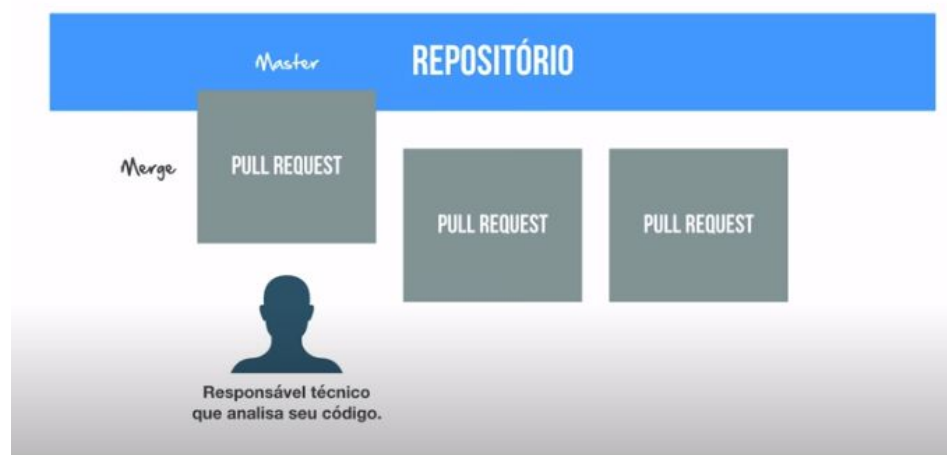 Master
REPOSITÓRIO
Merge
PULL REQUEST
PULL REQUEST
PULL REQUEST
Responsável técnico
que analisa seu código.